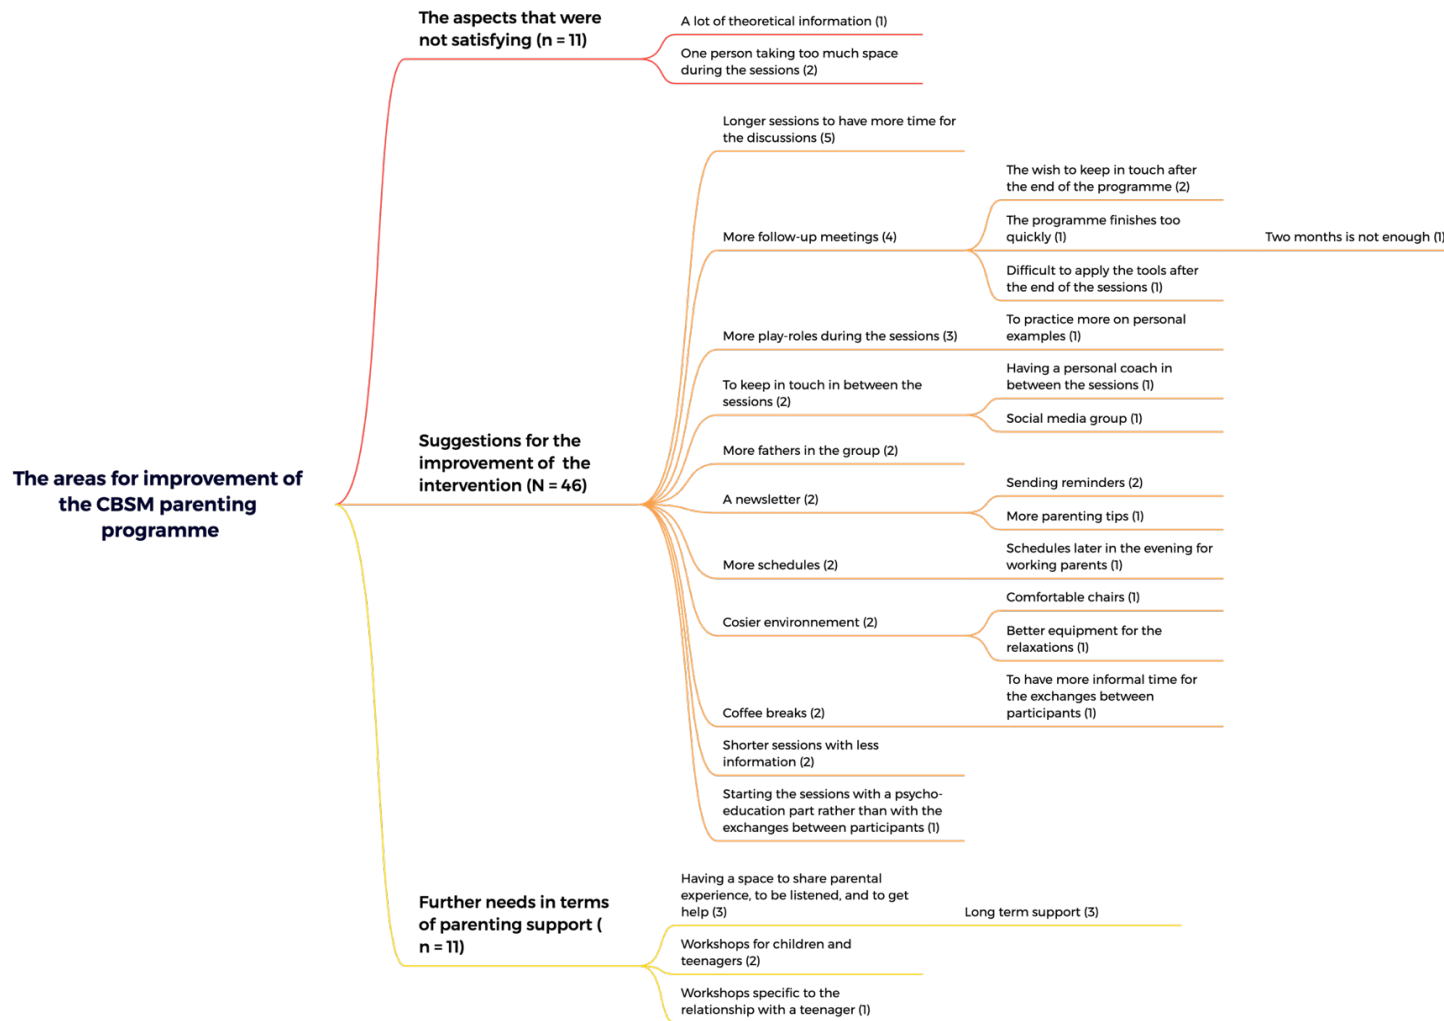 The aspects that were
not satisfying (n = 11)
A lot of theoretical information (1)
One person taking too much space
during the sessions (2)
The areas for improvement of
the CBSM parenting
programme
Suggestions for the
improvement of the
intervention (N = 46)
Longer sessions to have more time for
the discussions (5)
More follow-up meetings (4)
The wish to keep in touch after
the end of the programme (2)
The programme finishes too
quickly (1)
Two months is not enough (1)
Difficult to apply the tools after
the end of the sessions (1)
More play-roles during the sessions (3)
To practice more on personal
examples (1)
To keep in touch in between the
sessions (2)
Having a personal coach in
between the sessions (1)
Social media group (1)
More fathers in the group (2)
A newsletter (2)
Sending reminders (2)
More parenting tips (1)
More schedules (2)
Schedules later in the evening for
working parents (1)
Cosier environnement (2)
Comfortable chairs (1)
Better equipment for the
relaxations (1)
Coffee breaks (2)
To have more informal time for
the exchanges between
participants (1)
Shorter sessions with less
information (2)
Starting the sessions with a psycho-
education part rather than with the
exchanges between participants (1)
Further needs in terms
of parenting support (
n = 11)
Having a space to share parental
experience, to be listened, and to get
help (3)
Long term support (3)
Workshops for children and
teenagers (2)
Workshops specific to the
relationship with a teenager (1)